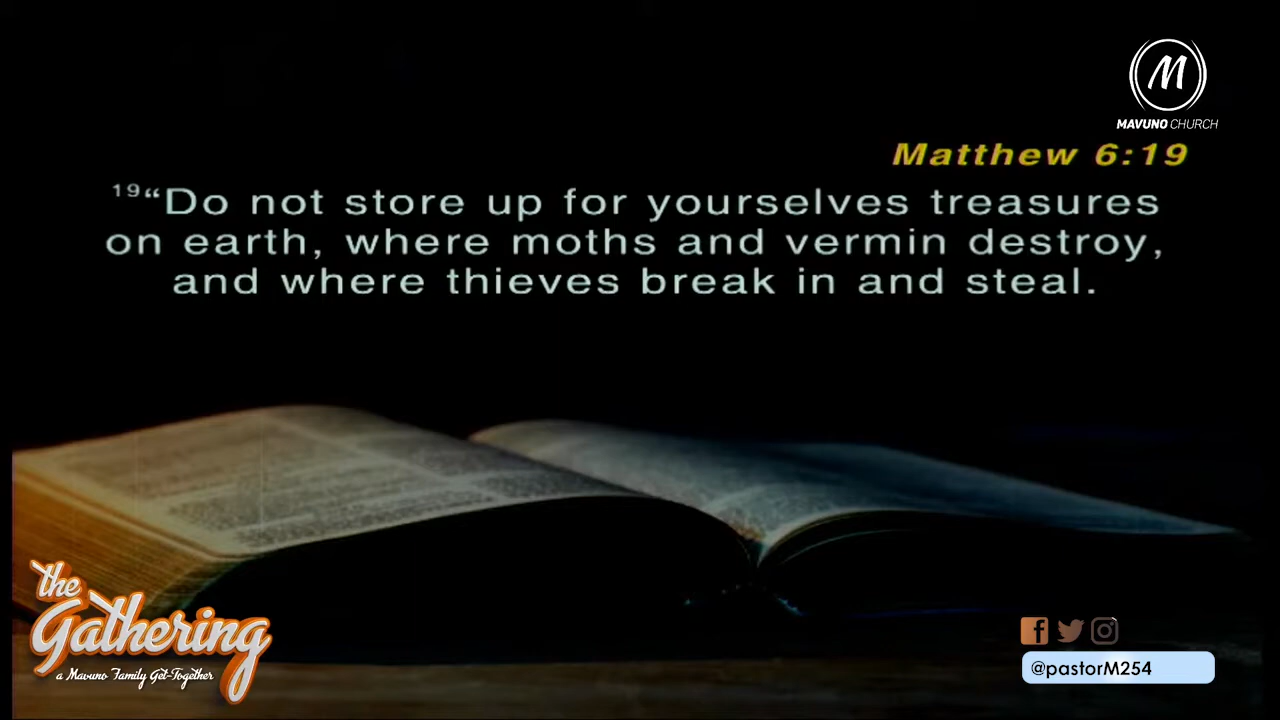 M
MAVUNO CHURCH
Matthew 6:19
19“Do not store up for yourselves treasures
on earth, where moths and vermin destroy,
and where thieves break in and steal.
the
Gathering
a Mavuno Family Get-Together
f
@pastorM254